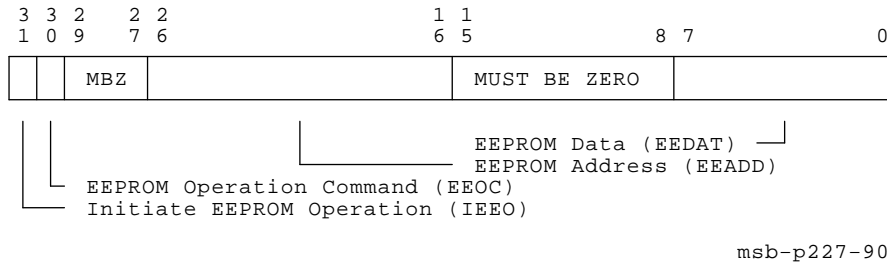 3 3 2 2 2 1 1
1 0 9 7 6 6 5 8 7 0
MBZ MUST BE ZERO
EEPROM Data (EEDAT)
EEPROM Address (EEADD)
EEPROM Operation Command (EEOC)
Initiate EEPROM Operation (IEEO)
msb-p227-90